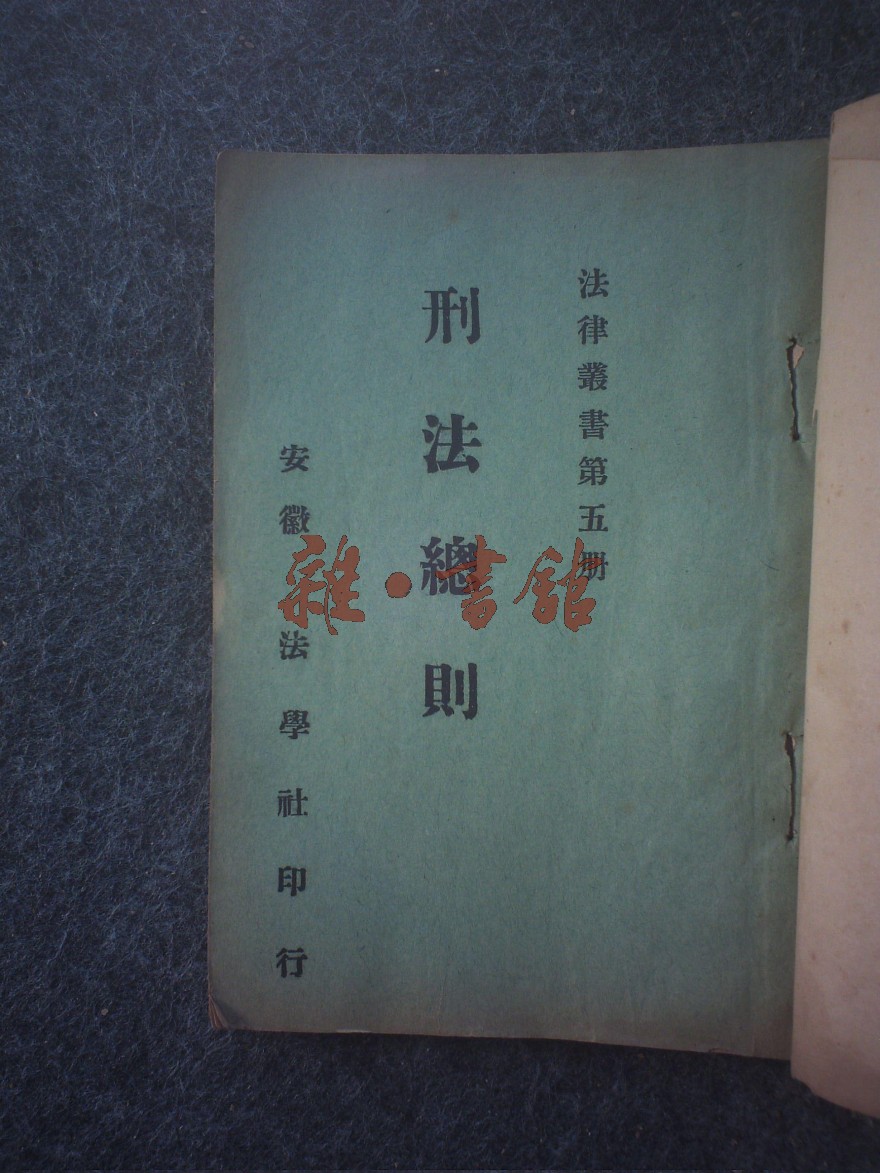 法律叢書第五册
刑法總則
安徽法學社印行
雜·書館